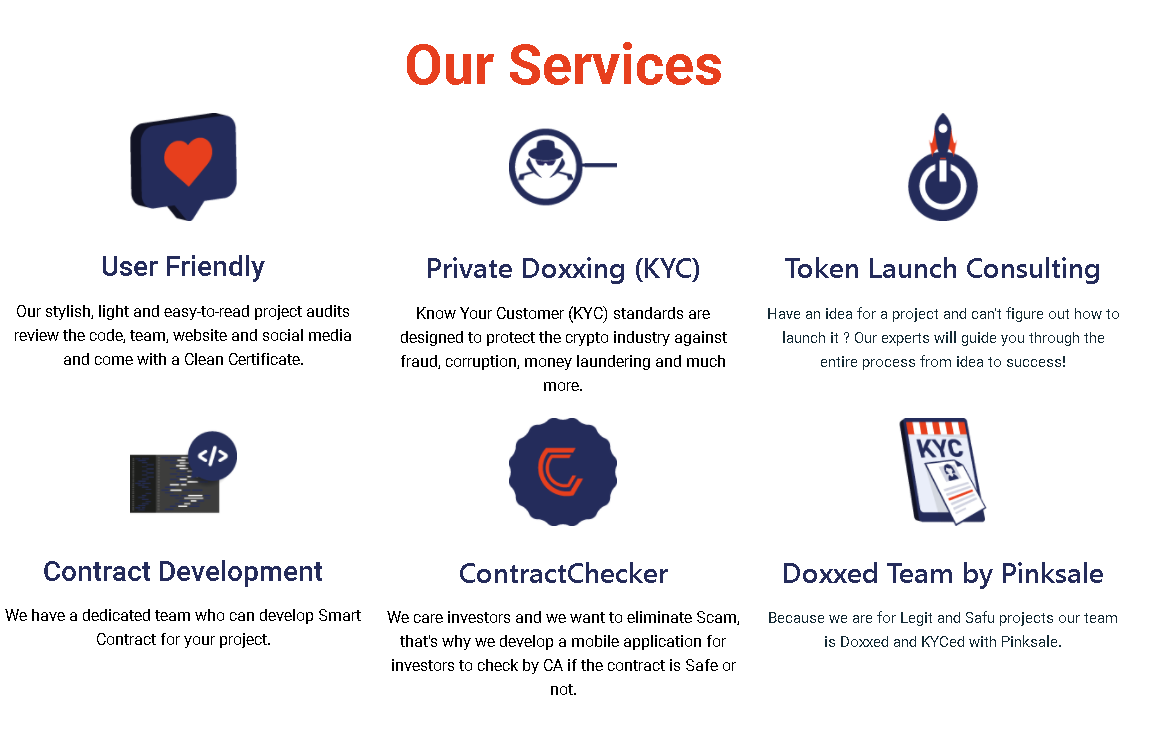 Our Services
User Friendly
Our stylish, light and easy-to-read project audits
review the code, team, website and social media
and come with a Clean Certificate.
Private Doxxing (KYC)
Know Your Customer (KYC) standards are
designed to protect the crypto industry against
fraud, corruption, money laundering and much
more.
Token Launch Consulting
Have an idea for a project and can't figure out how to
launch it ? Our experts will guide you through the
entire process from idea to success!
</>
Contract Development
We have a dedicated team who can develop Smart
Contract for your project.
ContractChecker
We care investors and we want to eliminate Scam,
that's why we develop a mobile application for
investors to check by CA if the contract is Safe or
not.
KYC
Doxxed Team by Pinksale
Because we are for Legit and Safu projects our team
is Doxxed and KYCed with Pinksale.